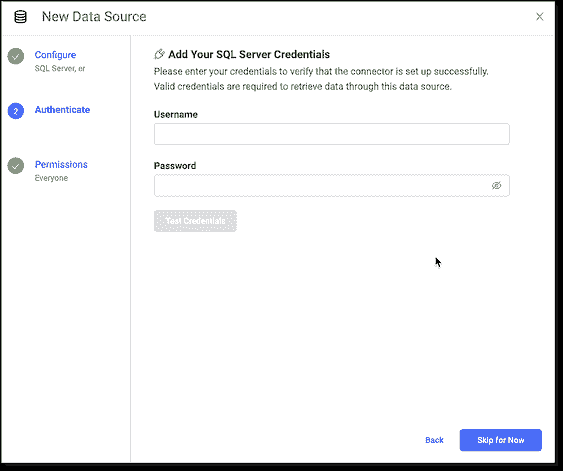 New Data Source
Configure
SQL Server, er
?
Authenticate
Permissions
Everyone
Add Your SQL Server Credentials
Please enter your credentials to verify that the connector is set up successfully.
Valid credentials are required to retrieve data through this data source.
Username
Password
Test Credentials
Back
Skip for Now